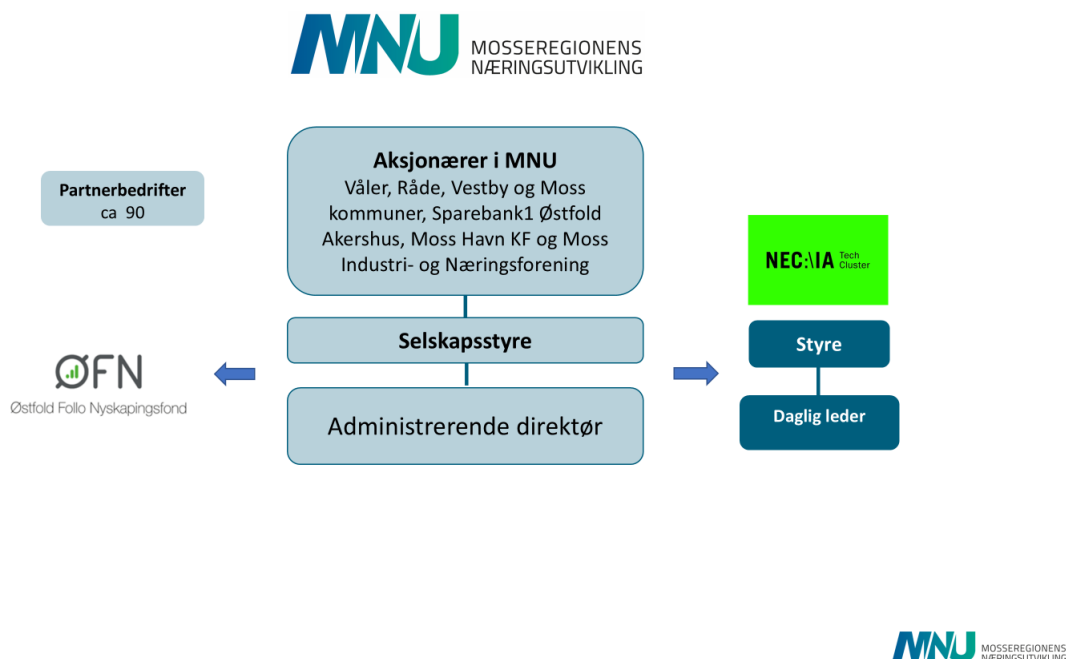 MNU MOSSEREGIONENS
NÆRINGSUTVIKLING
Aksjonærer i MNU
Våler, Råde, Vestby og Moss
kommuner, Sparebank1 Østfold
Akershus, Moss Havn KF og Moss
Industri- og Næringsforening
Partnerbedrifter
ca 90
NEC:\IA Tech
Cluster
Selskapsstyre
Styre
ØFN
Østfold Follo Nyskapingsfond
Administrerende direktør
Daglig leder
MNU MOSSEREGIONENS
NÆRINGSUTVIKLING